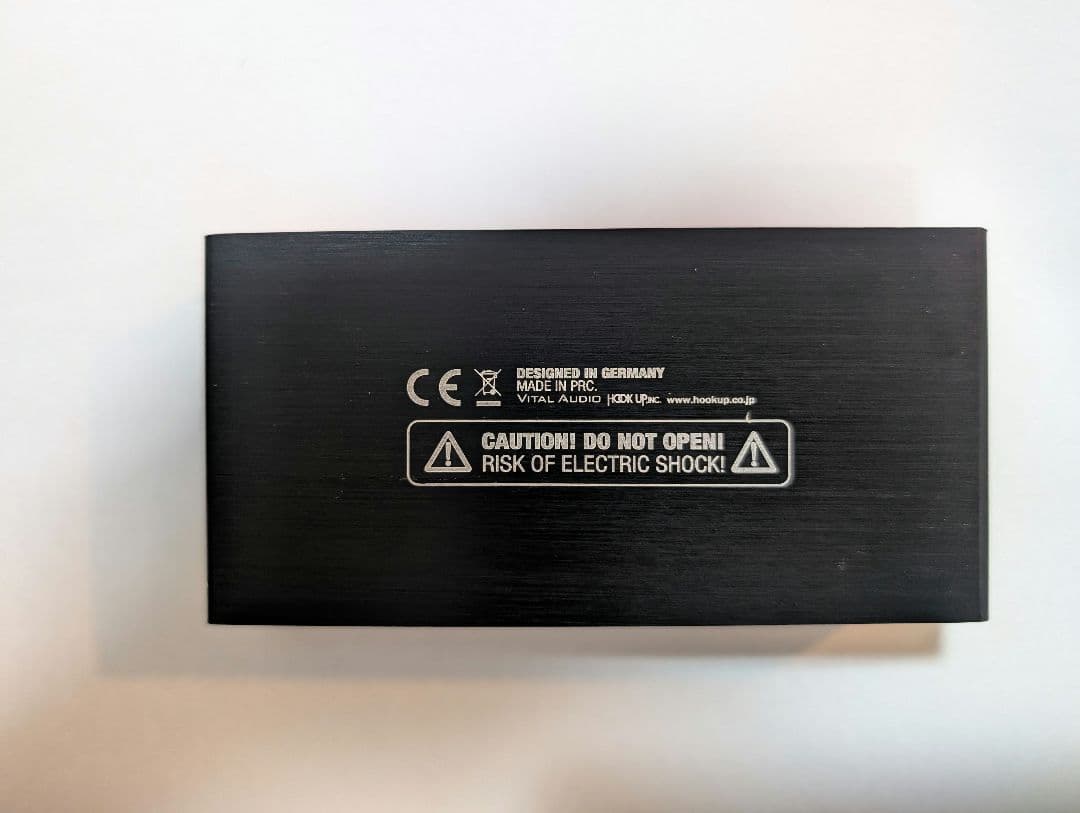 CE
DESIGNED IN GERMANY
MADE IN PRC.
VITAL AUDIO HOOK UP,INC. www.hookup.co.jp
CAUTION! DO NOT OPEN!
RISK OF ELECTRIC SHOCK!